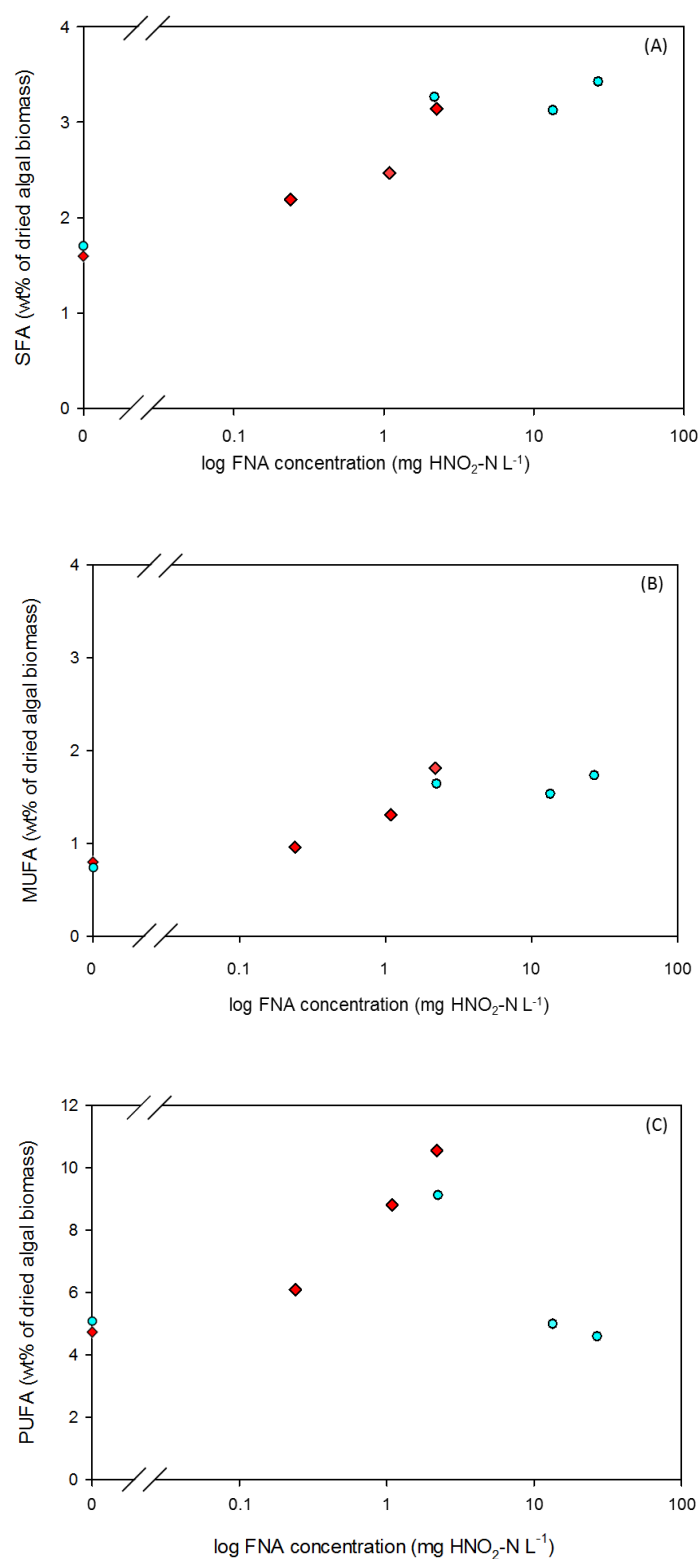 (A)
4
3
2
1
0
SFA (wt% of dried algal biomass)
0 0.1 1 10 100
log FNA concentration (mg HNO₂-N L⁻¹)
(B)
4
3
2
1
0
MUFA (wt% of dried algal biomass)
0 0.1 1 10 100
log FNA concentration (mg HNO₂-N L⁻¹)
(C)
12
10
8
6
4
2
0
PUFA (wt% of dried algal biomass)
0 0.1 1 10 100
log FNA concentration (mg HNO₂-N L⁻¹)